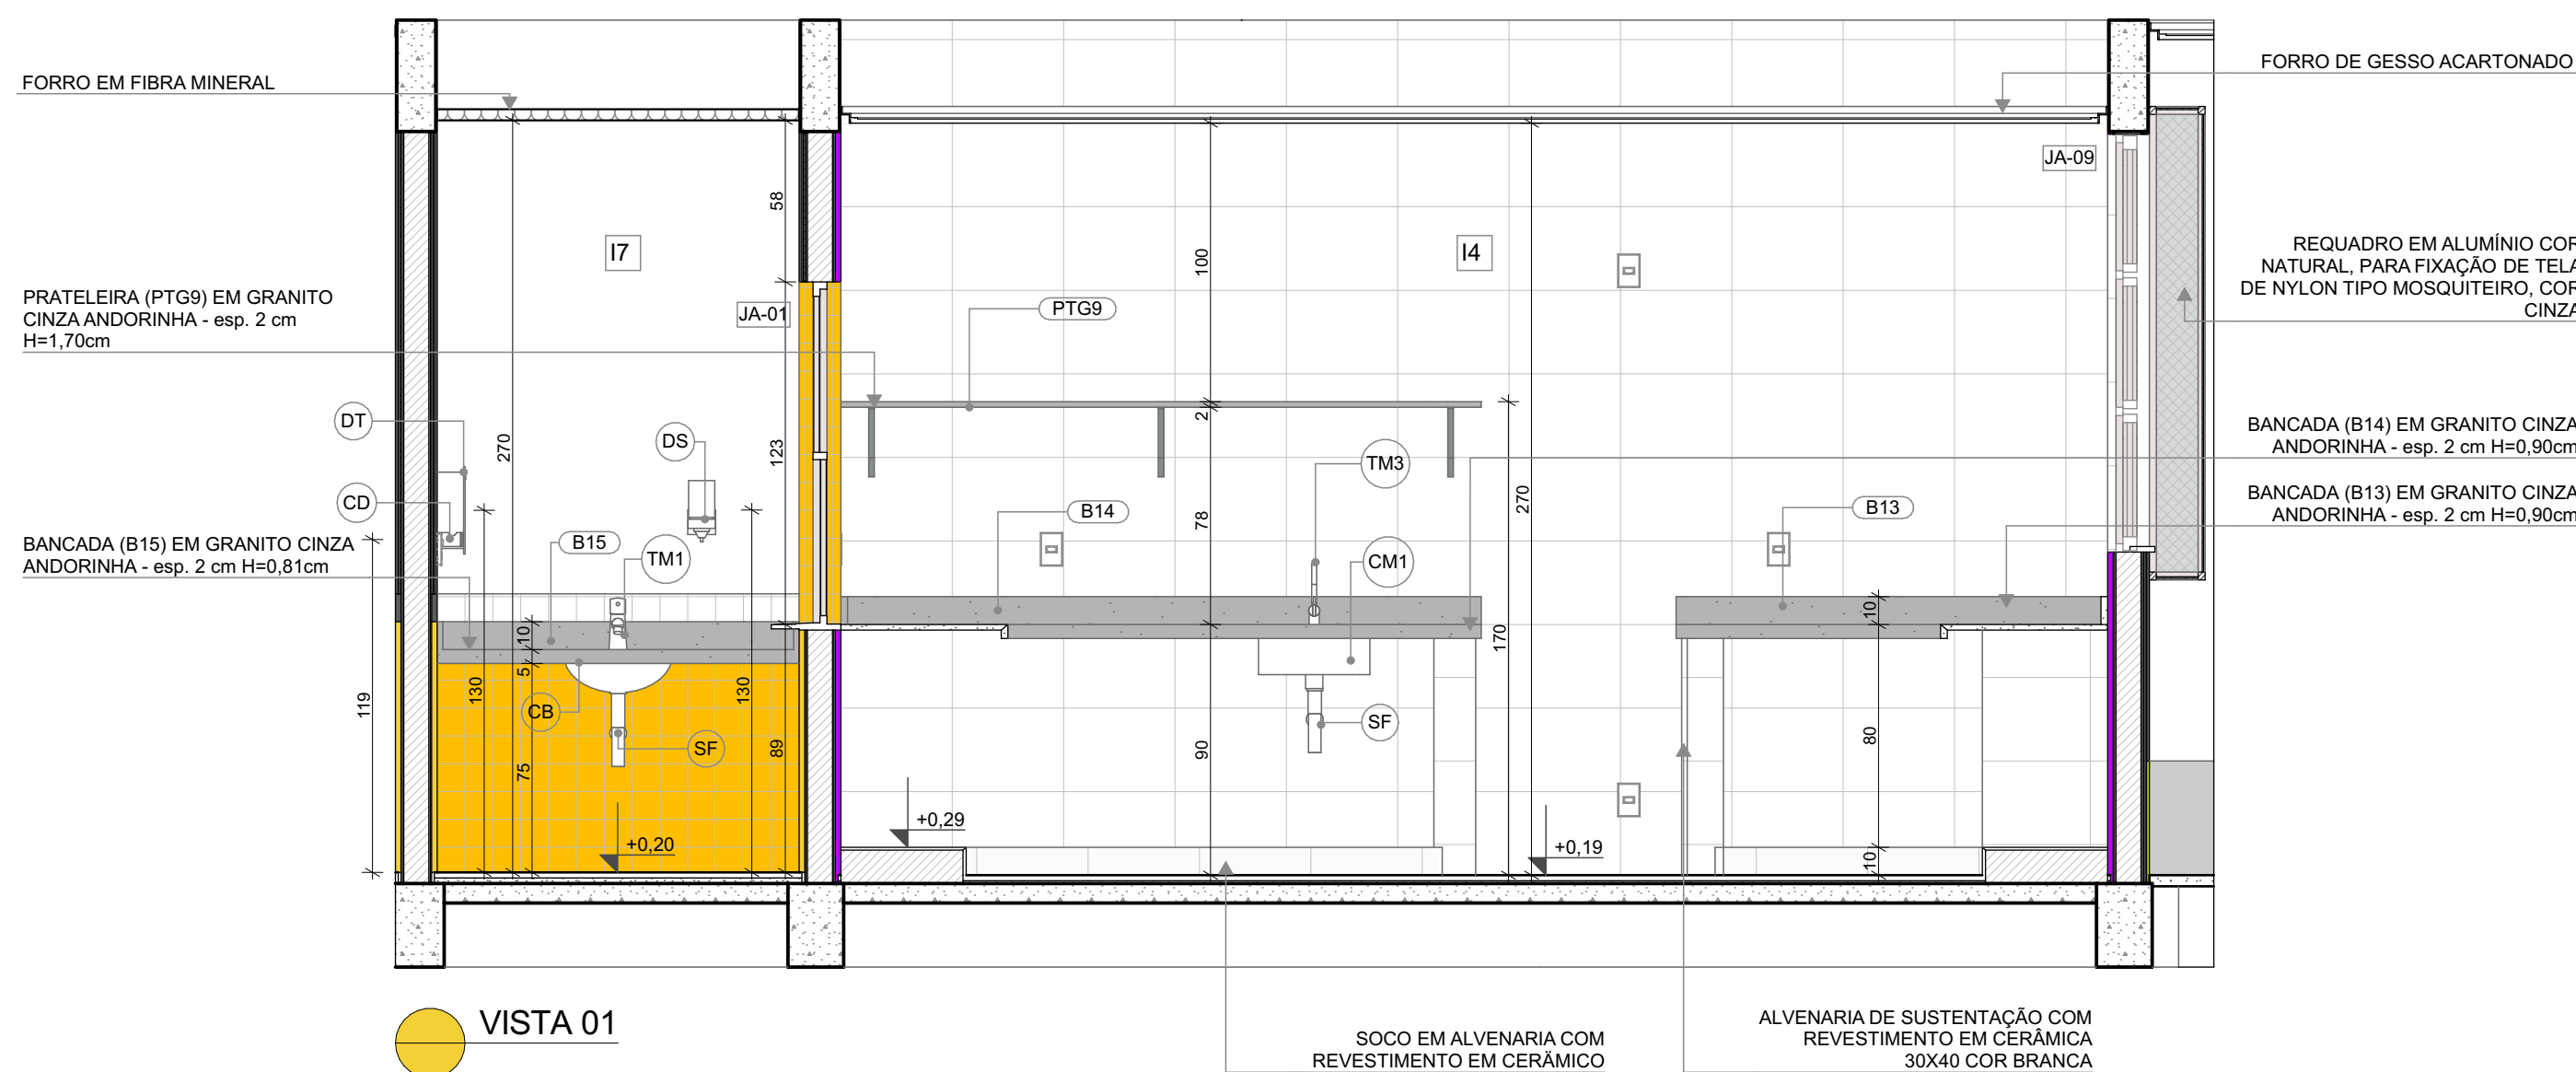 FORRO EM FIBRA MINERAL
FORRO DE GESSO ACARTONADO
JA-09
58
I7
100
I4
REQUADRO EM ALUMÍNIO COR
NATURAL, PARA FIXAÇÃO DE TELA
DE NYLON TIPO MOSQUITEIRO, COR
CINZA
PRATELEIRA (PTG9) EM GRANITO
CINZA ANDORINHA - esp. 2 cm
H=1,70cm
JA-01
PTG9
DT
270
DS
123
2
TM3
BANCADA (B14) EM GRANITO CINZA
ANDORINHA - esp. 2 cm H=0,90cm
CD
B14
78
270
B13
BANCADA (B13) EM GRANITO CINZA
ANDORINHA - esp. 2 cm H=0,90cm
BANCADA (B15) EM GRANITO CINZA
ANDORINHA - esp. 2 cm H=0,81cm
B15
TM1
CM1
10
10
170
5
119
130
CB
130
SF
SF
75
89
90
80
+0,29
+0,20
+0,19
10
VISTA 01
SOCO EM ALVENARIA COM
REVESTIMENTO EM CERÂMICO
ALVENARIA DE SUSTENTAÇÃO COM
REVESTIMENTO EM CERÂMICA
30X40 COR BRANCA